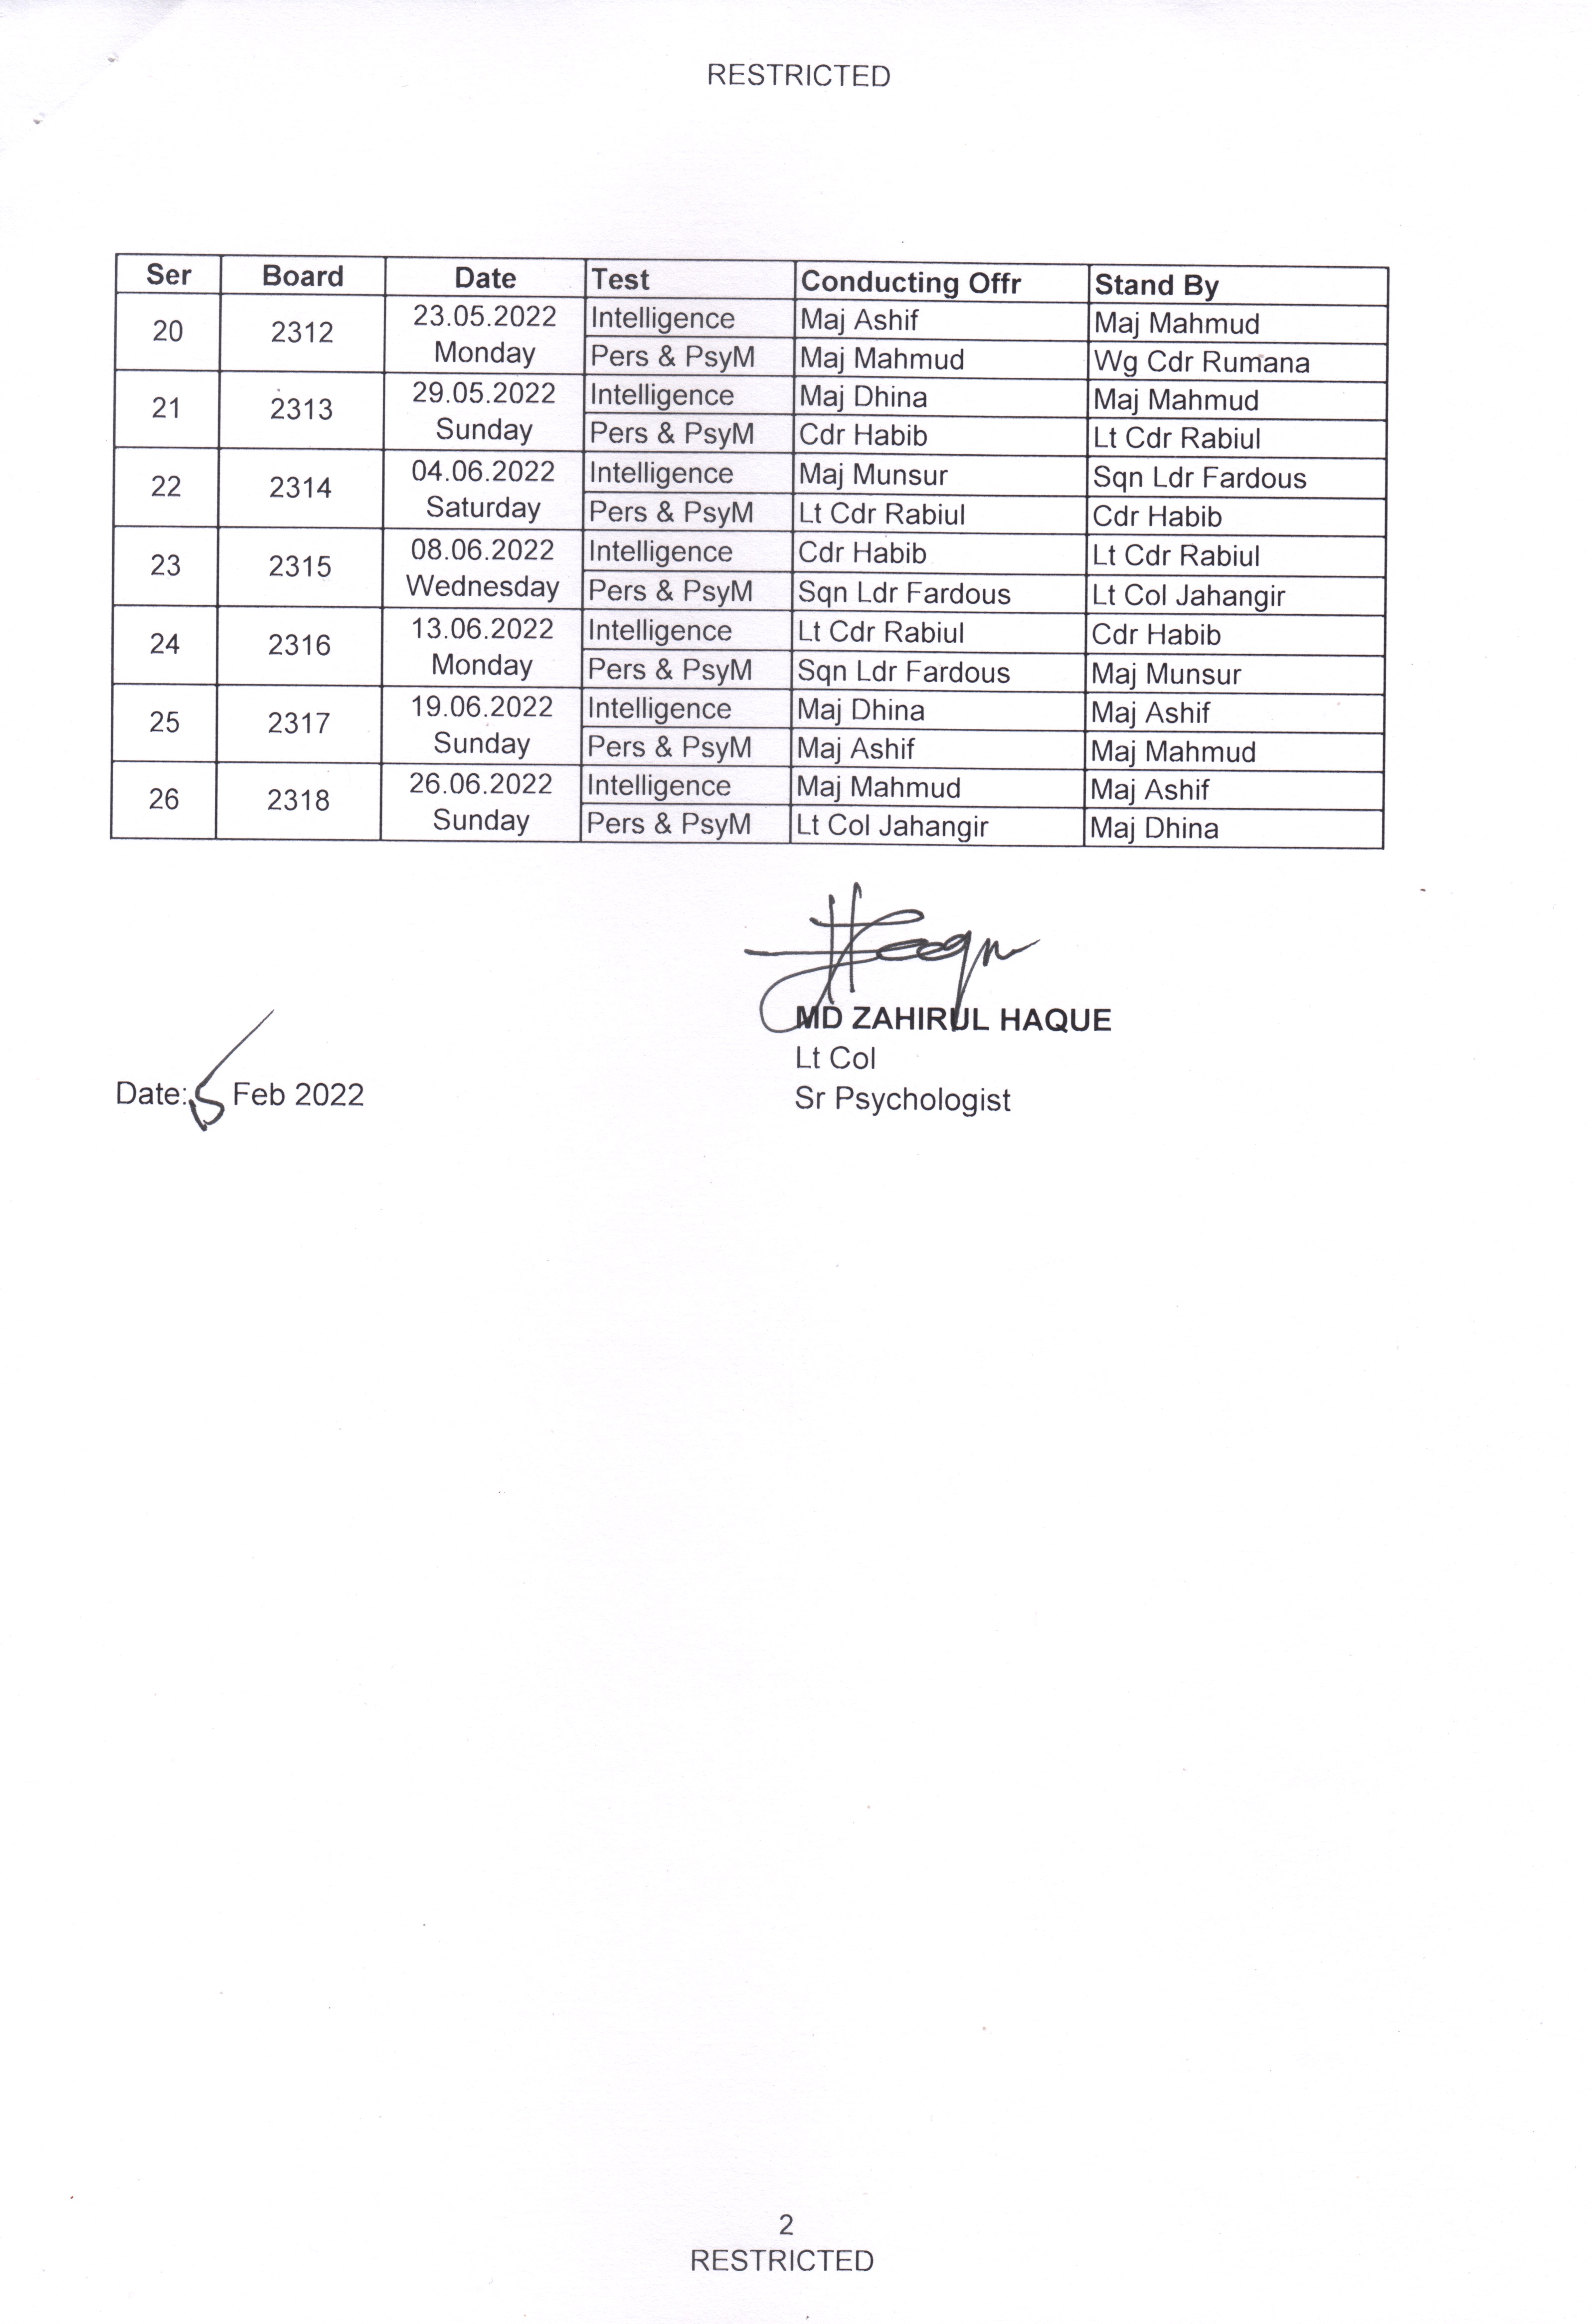 RESTRICTED
Ser Board Date Test Conducting Offr Stand By
20 2312 23.05.2022 Monday Intelligence Maj Ashif Maj Mahmud
Pers & PsyM Maj Mahmud Wg Cdr Rumana
21 2313 29.05.2022 Sunday Intelligence Maj Dhina Maj Mahmud
Pers & PsyM Cdr Habib Lt Cdr Rabiul
22 2314 04.06.2022 Saturday Intelligence Maj Munsur Sqn Ldr Fardous
Pers & PsyM Lt Cdr Rabiul Cdr Habib
23 2315 08.06.2022 Wednesday Intelligence Cdr Habib Lt Cdr Rabiul
Pers & PsyM Sqn Ldr Fardous Lt Col Jahangir
24 2316 13.06.2022 Monday Intelligence Lt Cdr Rabiul Cdr Habib
Pers & PsyM Sqn Ldr Fardous Maj Munsur
25 2317 19.06.2022 Sunday Intelligence Maj Dhina Maj Ashif
Pers & PsyM Maj Ashif Maj Mahmud
26 2318 26.06.2022 Sunday Intelligence Maj Mahmud Maj Ashif
Pers & PsyM Lt Col Jahangir Maj Dhina
MD ZAHIRUL HAQUE
Lt Col
Sr Psychologist
Date: Feb 2022
2
RESTRICTED